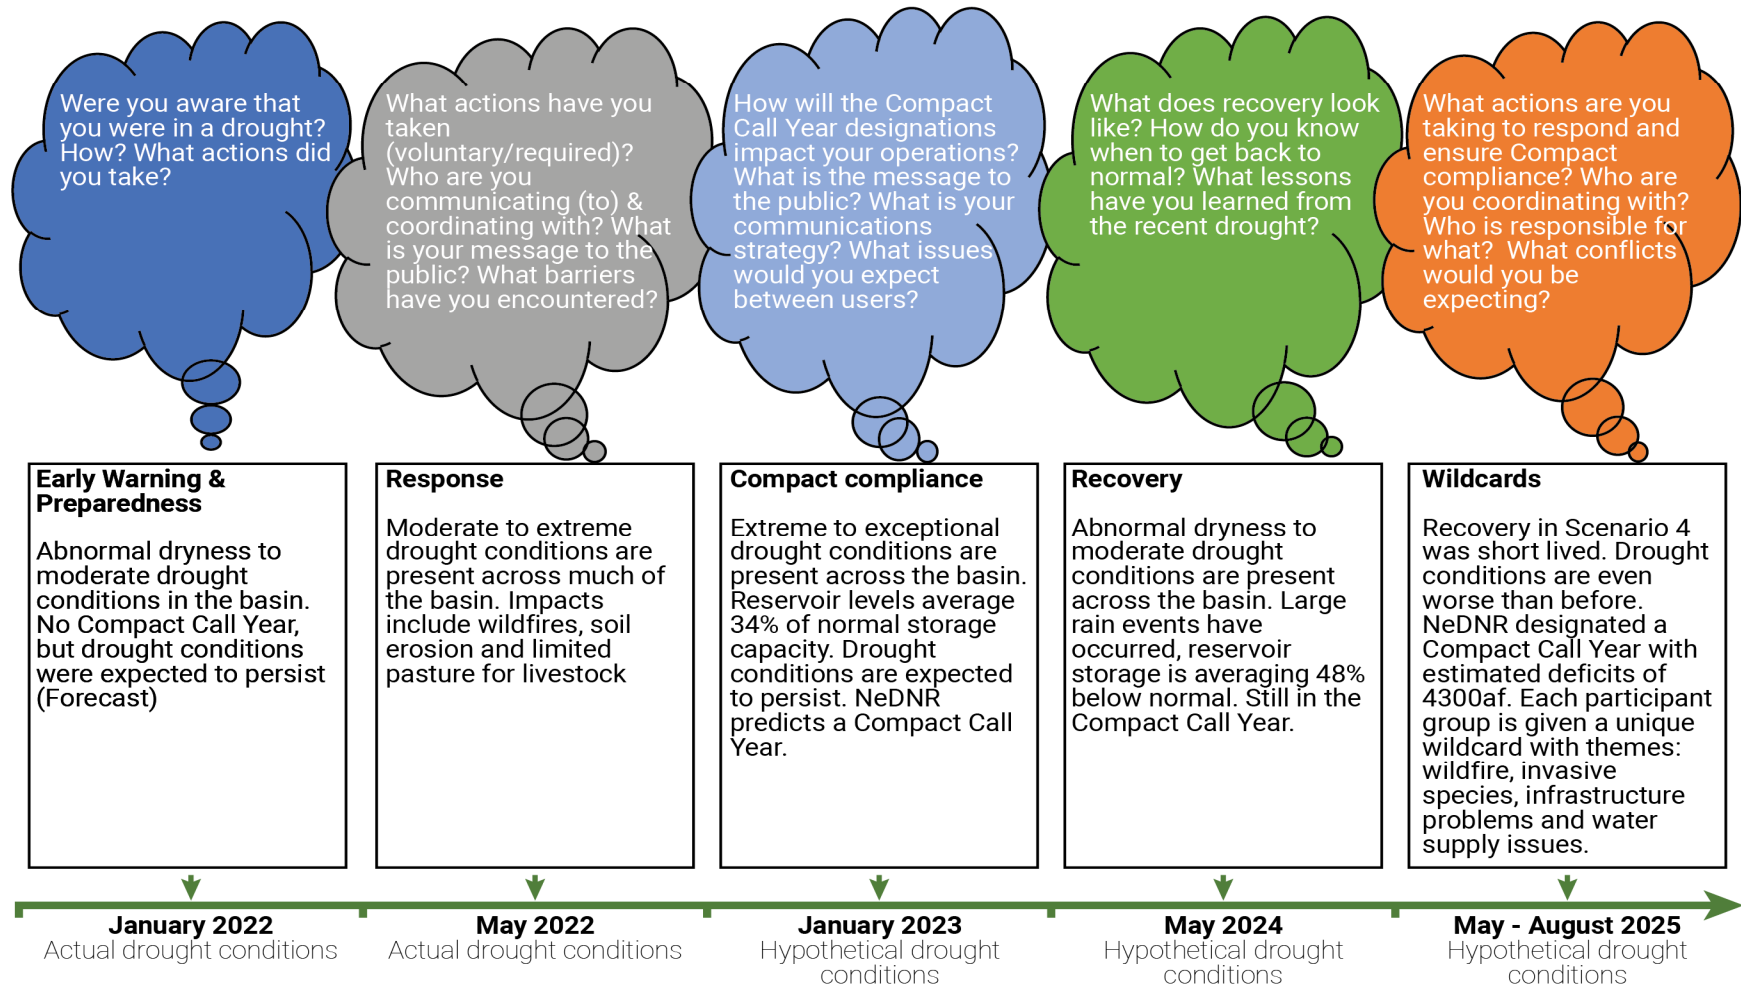 Were you aware that
you were in a drought?
How? What actions did
you take?
What actions have you
taken
(voluntary/required)?
Who are you
communicating (to) &
coordinating with? What
is your message to the
public? What barriers
have you encountered?
How will the Compact
Call Year designations
impact your operations?
What is the message to
the public? What is your
communications
strategy? What issues
would you expect
between users?
What does recovery look
like? How do you know
when to get back to
normal? What lessons
have you learned from
the recent drought?
What actions are you
taking to respond and
ensure Compact
compliance? Who are
you coordinating with?
Who is responsible for
what?  What conflicts
would you be
expecting?
Early Warning &
Preparedness
Abnormal dryness to
moderate drought
conditions in the basin.
No Compact Call Year,
but drought conditions
were expected to persist
(Forecast)
Response
Moderate to extreme
drought conditions are
present across much of
the basin. Impacts
include wildfires, soil
erosion and limited
pasture for livestock
Compact compliance
Extreme to exceptional
drought conditions are
present across the basin.
Reservoir levels average
34% of normal storage
capacity. Drought
conditions are expected
to persist. NeDNR
predicts a Compact Call
Year.
Recovery
Abnormal dryness to
moderate drought
conditions are present
across the basin. Large
rain events have
occurred, reservoir
storage is averaging 48%
below normal. Still in the
Compact Call Year.
Wildcards
Recovery in Scenario 4
was short lived. Drought
conditions are even
worse than before.
NeDNR designated a
Compact Call Year with
estimated deficits of
4300af. Each participant
group is given a unique
wildcard with themes:
wildfire, invasive
species, infrastructure
problems and water
supply issues.
January 2022
Actual drought conditions
May 2022
Actual drought conditions
January 2023
Hypothetical drought
conditions
May 2024
Hypothetical drought
conditions
May - August 2025
Hypothetical drought
conditions